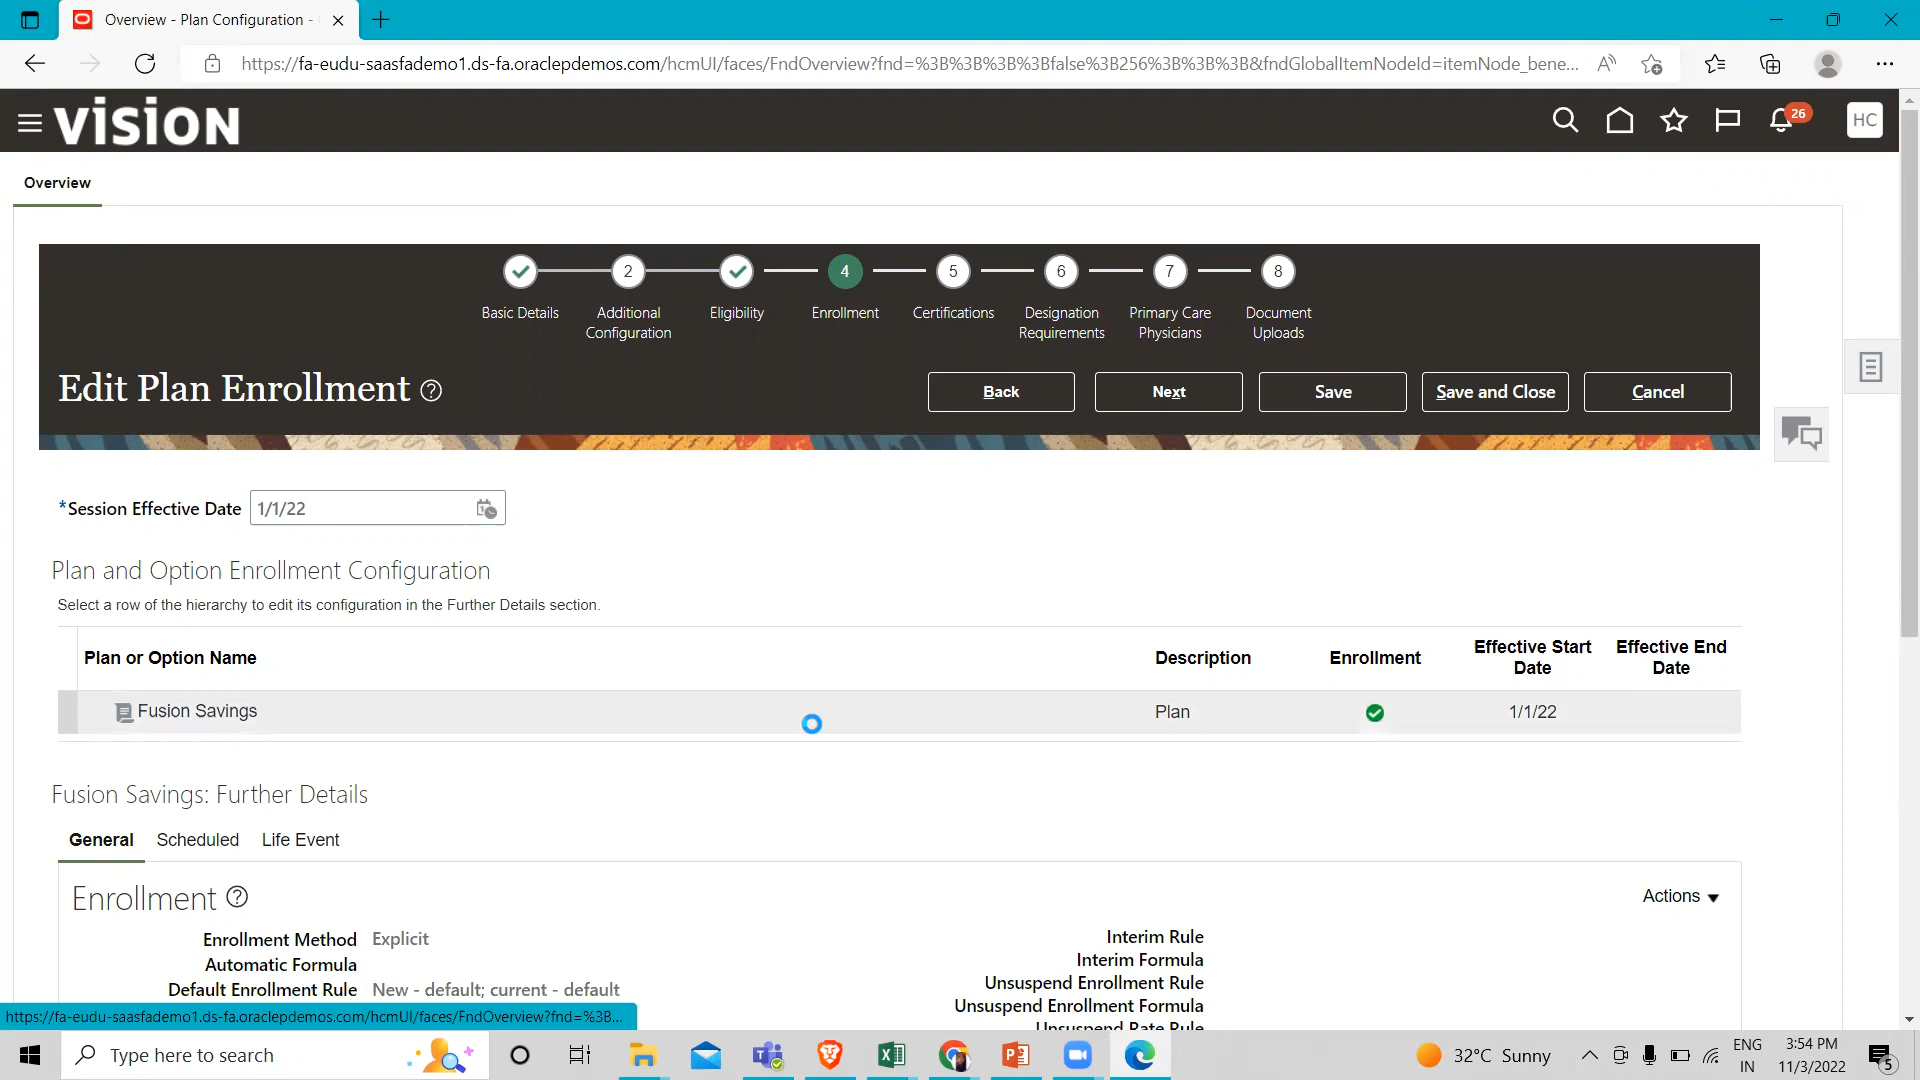 Overview - Plan Configuration -
https://fa-eudu-saasfademo1.ds-fa.oraclepdemos.com/hcmUI/faces/FndOverview?fnd=%3B%3B%3B%3Bfalse%3B256%3B%3B%3B&fndGlobalItemNodeId=itemNode_bene...
vision
26
HC
Overview
2
4
5
6
7
8
Basic Details
Additional Configuration
Eligibility
Enrollment
Certifications
Designation Requirements
Primary Care Physicians
Document Uploads
Edit Plan Enrollment
Back
Next
Save
Save and Close
Cancel
*Session Effective Date 1/1/22
Plan and Option Enrollment Configuration
Select a row of the hierarchy to edit its configuration in the Further Details section.
Plan or Option Name Description Enrollment Effective Start Date Effective End Date
Fusion Savings Plan 1/1/22
Fusion Savings: Further Details
General Scheduled Life Event
Enrollment
Actions
Enrollment Method Explicit
Automatic Formula
Default Enrollment Rule New - default; current - default
Interim Rule
Interim Formula
Unsuspend Enrollment Rule
Unsuspend Enrollment Formula
Unsuspend Rate Rule
https://fa-eudu-saasfademo1.ds-fa.oraclepdemos.com/hcmUI/faces/FndOverview?fnd=%3B...
Type here to search
32°C Sunny
ENG
IN
3:54 PM
11/3/2022
5